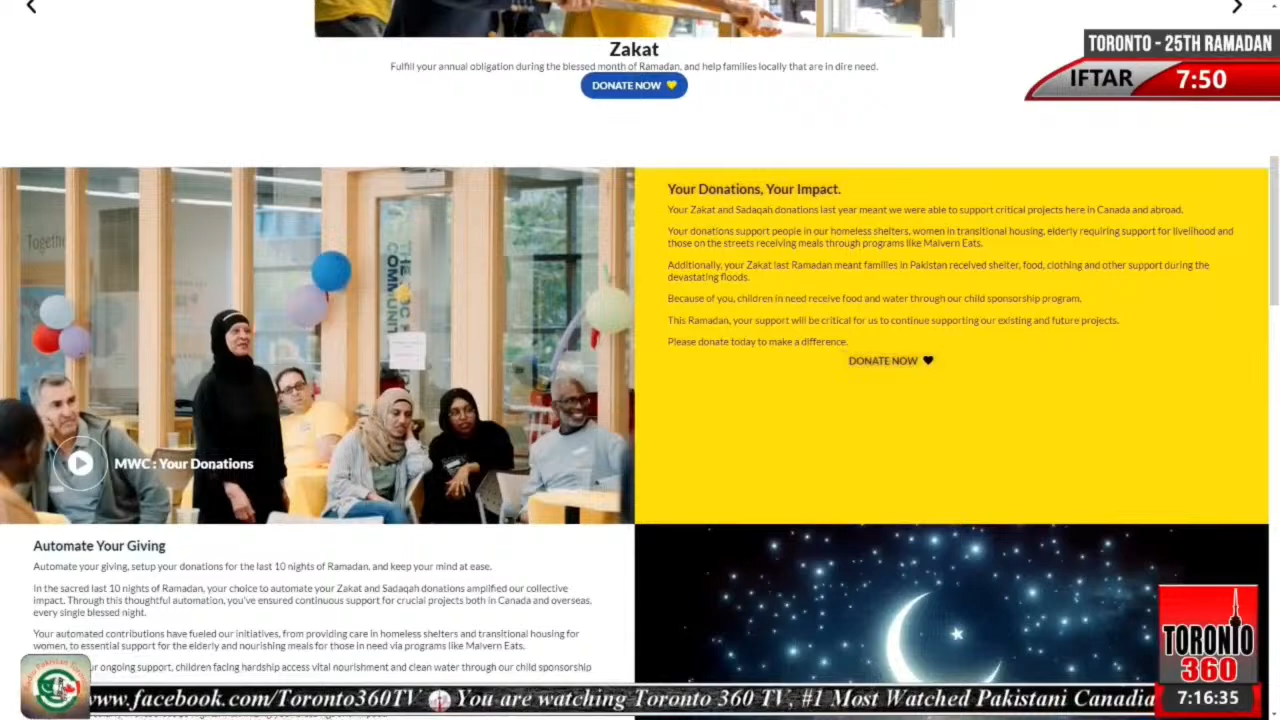 Zakat
Fulfill your annual obligation during the blessed month of Ramadan, and help families locally that are in dire need.
DONATE NOW
TORONTO - 25TH RAMADAN
IFTAR 7:50
Together
COMMUNIT
MWC : Your Donations
Your Donations, Your Impact.
Your Zakat and Sadaqah donations last year meant we were able to support critical projects here in Canada and abroad.
Your donations support people in our homeless shelters, women in transitional housing, elderly requiring support for livelihood and
those on the streets receiving meals through programs like Malvern Eats.
Additionally, your Zakat last Ramadan meant families in Pakistan received shelter, food, clothing and other support during the
devastating floods.
Because of you, children in need receive food and water through our child sponsorship program,
This Ramadan, your support will be critical for us to continue supporting our existing and future projects.
Please donate today to make a difference.
DONATE NOW
Automate Your Giving
Automate your giving, setup your donations for the last 10 nights of Ramadan, and keep your mind at ease.
In the sacred last 10 nights of Ramadan, your choice to automate your Zakat and Sadaqah donations amplified our collective
impact. Through this thoughtful automation, you've ensured continuous support for crucial projects both in Canada and overseas,
every single blessed night.
Your automated contributions have fueled our initiatives, from providing care in homeless shelters and transitional housing for
women, to essential support for the elderly and nourishing meals for those in need via programs like Malvern Eats.
ur ongoing support, children facing hardship access vital nourishment and clean water through our child sponsorship
TORONTO
360
7:16:35
www.facebook.com/Toronto360TV You are watching Toronto 360 TV, #1 Most Watched Pakistani Canadia